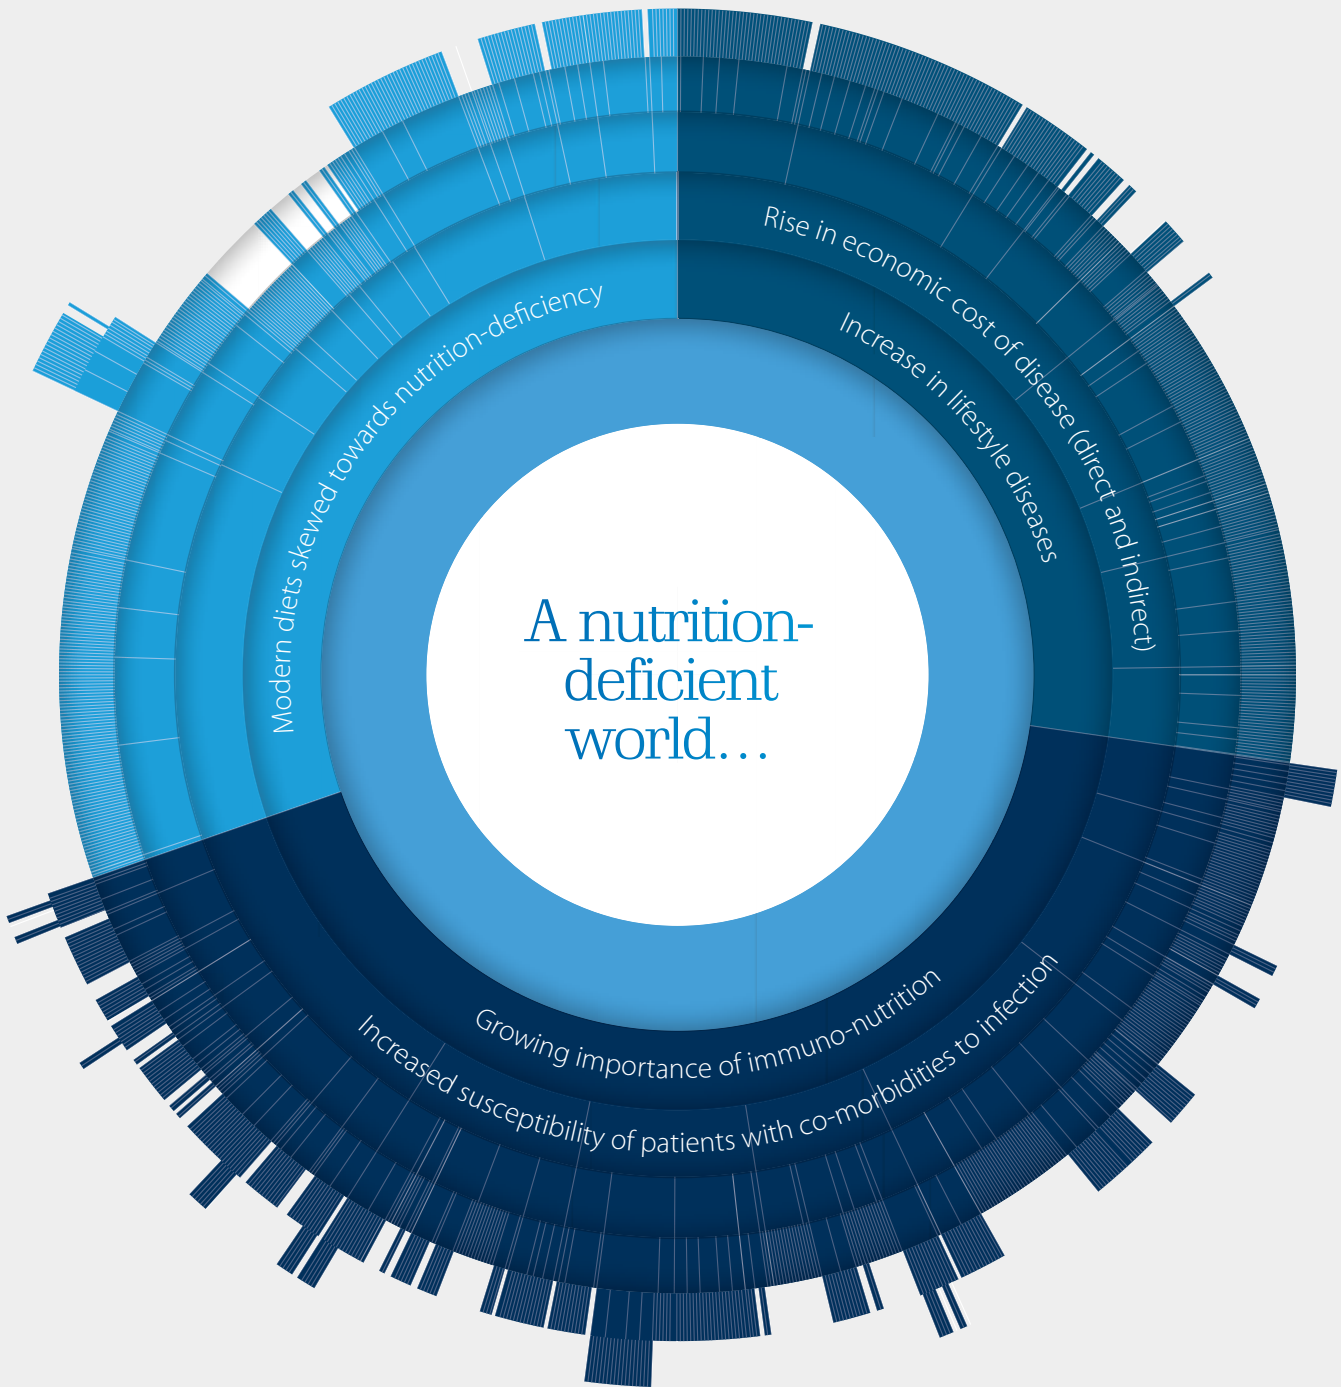 Rise in economic cost of disease (direct and indirect)
Increase in lifestyle diseases
Modern diets skewed towards nutrition-deficiency
A nutrition-
deficient
world...
Growing importance of immuno-nutrition
Increased susceptibility of patients with co-morbidities to infection